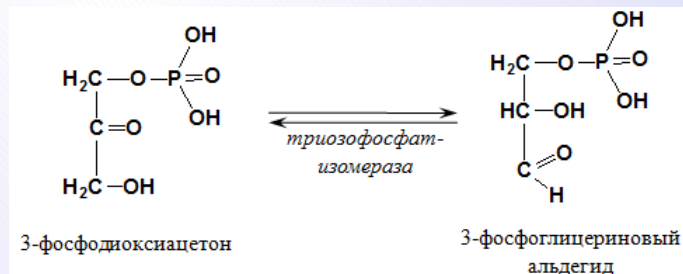 OH
H₂C—O—P=O
OH
C=O
H₂C—OH
триозофосфат-
изомераза
OH
H₂C—O—P=O
OH
HC—OH
C
O
H
3-фосфодиоксиацетон
3-фосфоглицериновый
альдегид